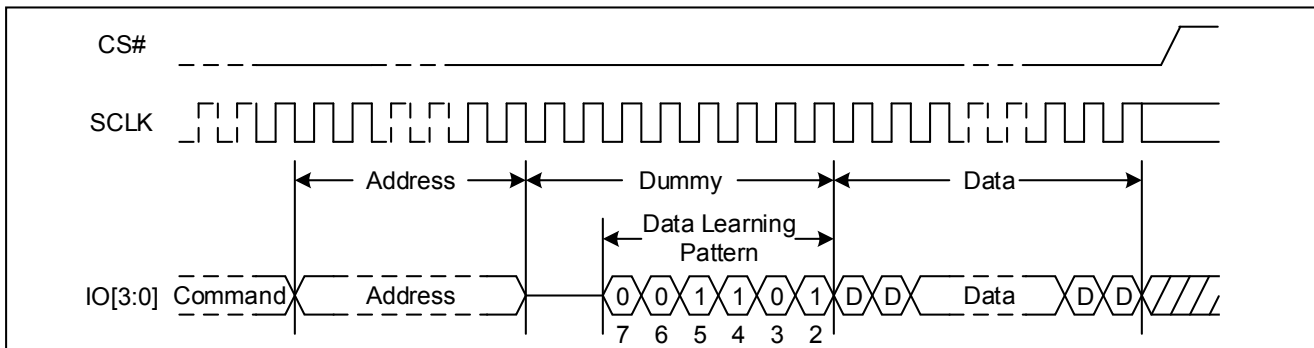 CS#
SCLK
Address Dummy Data
Data Learning
Pattern
IO[3:0] Command Address 0 0 1 1 0 1 D D Data D D
7 6 5 4 3 2